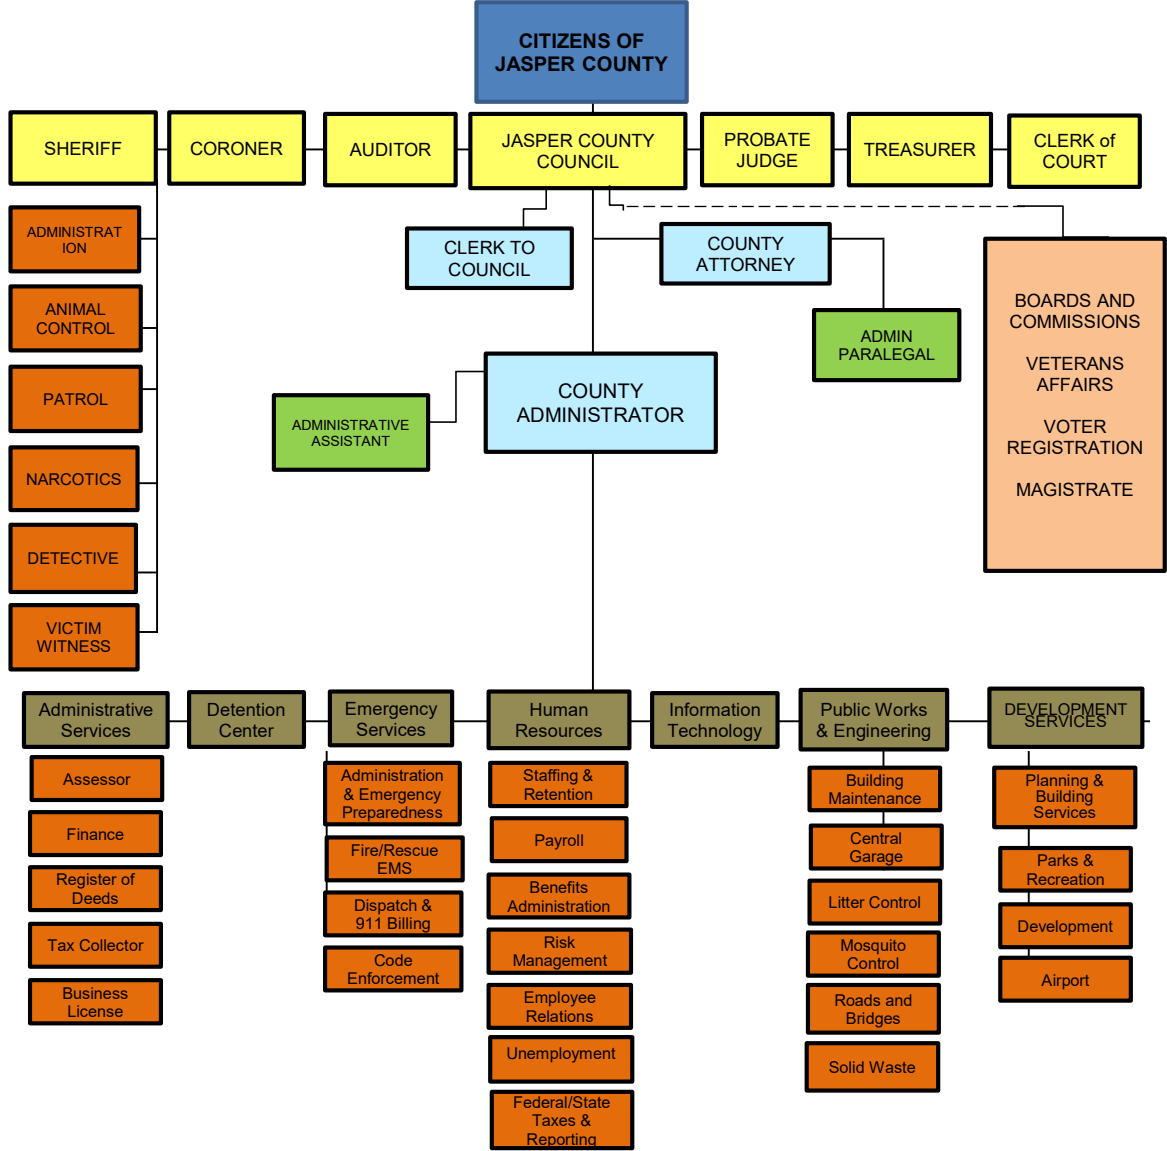 CITIZENS OF
JASPER COUNTY
SHERIFF
CORONER
AUDITOR
JASPER COUNTY
COUNCIL
PROBATE
JUDGE
TREASURER
CLERK of
COURT
ADMINISTRAT
ION
ANIMAL
CONTROL
PATROL
NARCOTICS
DETECTIVE
VICTIM
WITNESS
CLERK TO
COUNCIL
COUNTY
ATTORNEY
ADMIN
PARALEGAL
BOARDS AND
COMMISSIONS
VETERANS
AFFAIRS
VOTER
REGISTRATION
MAGISTRATE
COUNTY
ADMINISTRATOR
ADMINISTRATIVE
ASSISTANT
Administrative
Services
Detention
Center
Emergency
Services
Human
Resources
Information
Technology
Public Works
& Engineering
DEVELOPMENT
SERVICES
Assessor
Finance
Register of
Deeds
Tax Collector
Business
License
Administration
& Emergency
Preparedness
Fire/Rescue
EMS
Dispatch &
911 Billing
Code
Enforcement
Staffing &
Retention
Payroll
Benefits
Administration
Risk
Management
Employee
Relations
Unemployment
Federal/State
Taxes &
Reporting
Building
Maintenance
Central
Garage
Litter Control
Mosquito
Control
Roads and
Bridges
Solid Waste
Planning &
Building
Services
Parks &
Recreation
Development
Airport